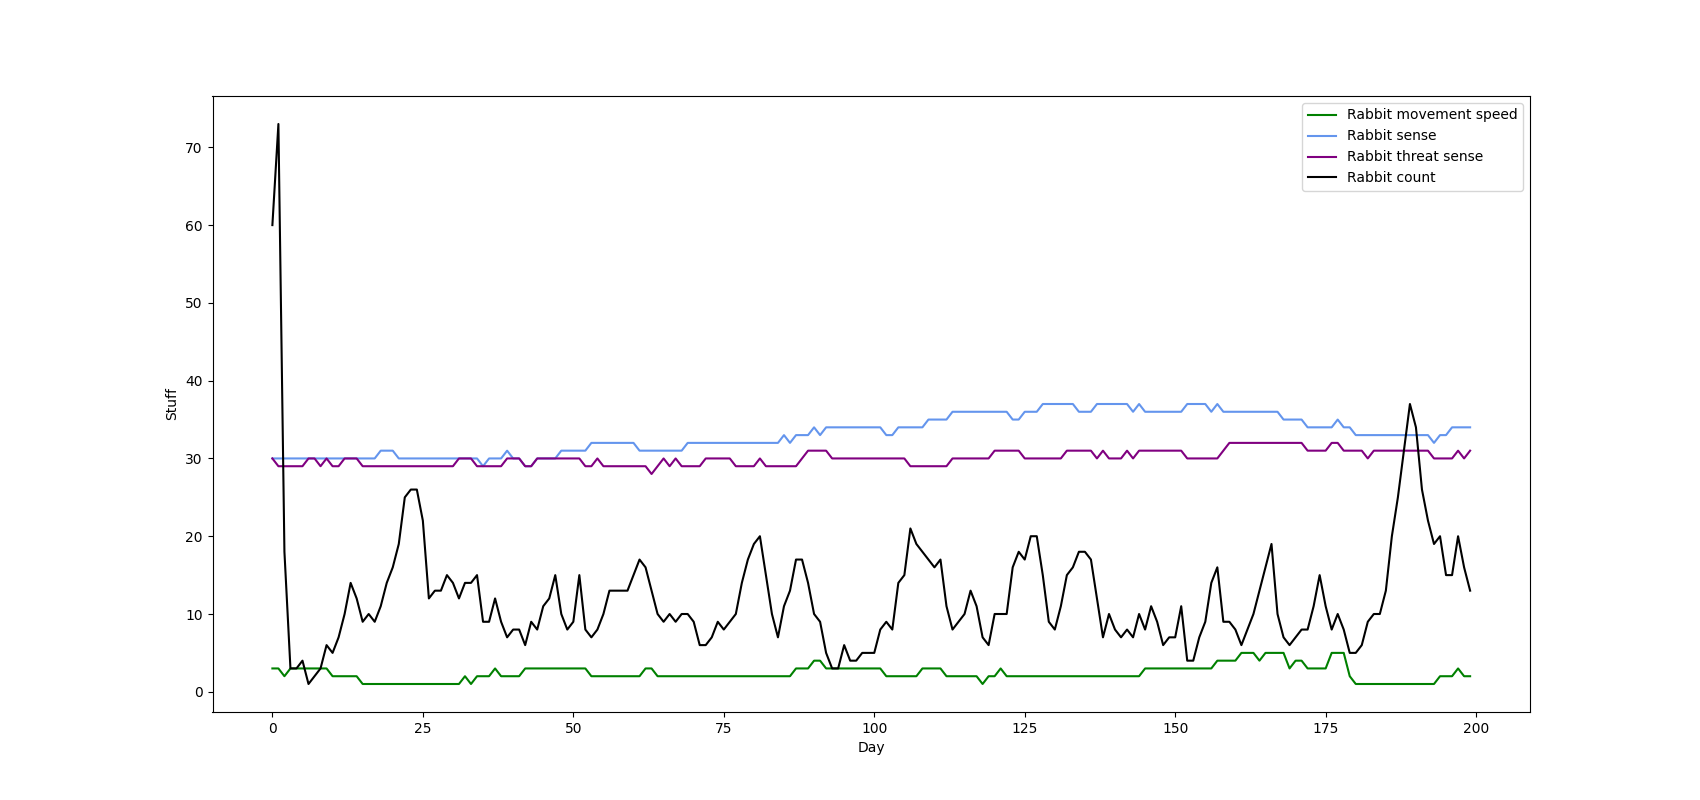 Rabbit movement speed
Rabbit sense
Rabbit threat sense
Rabbit count
70
60
50
40
30
20
10
0
Stuff
0 25 50 75 100 125 150 175 200
Day